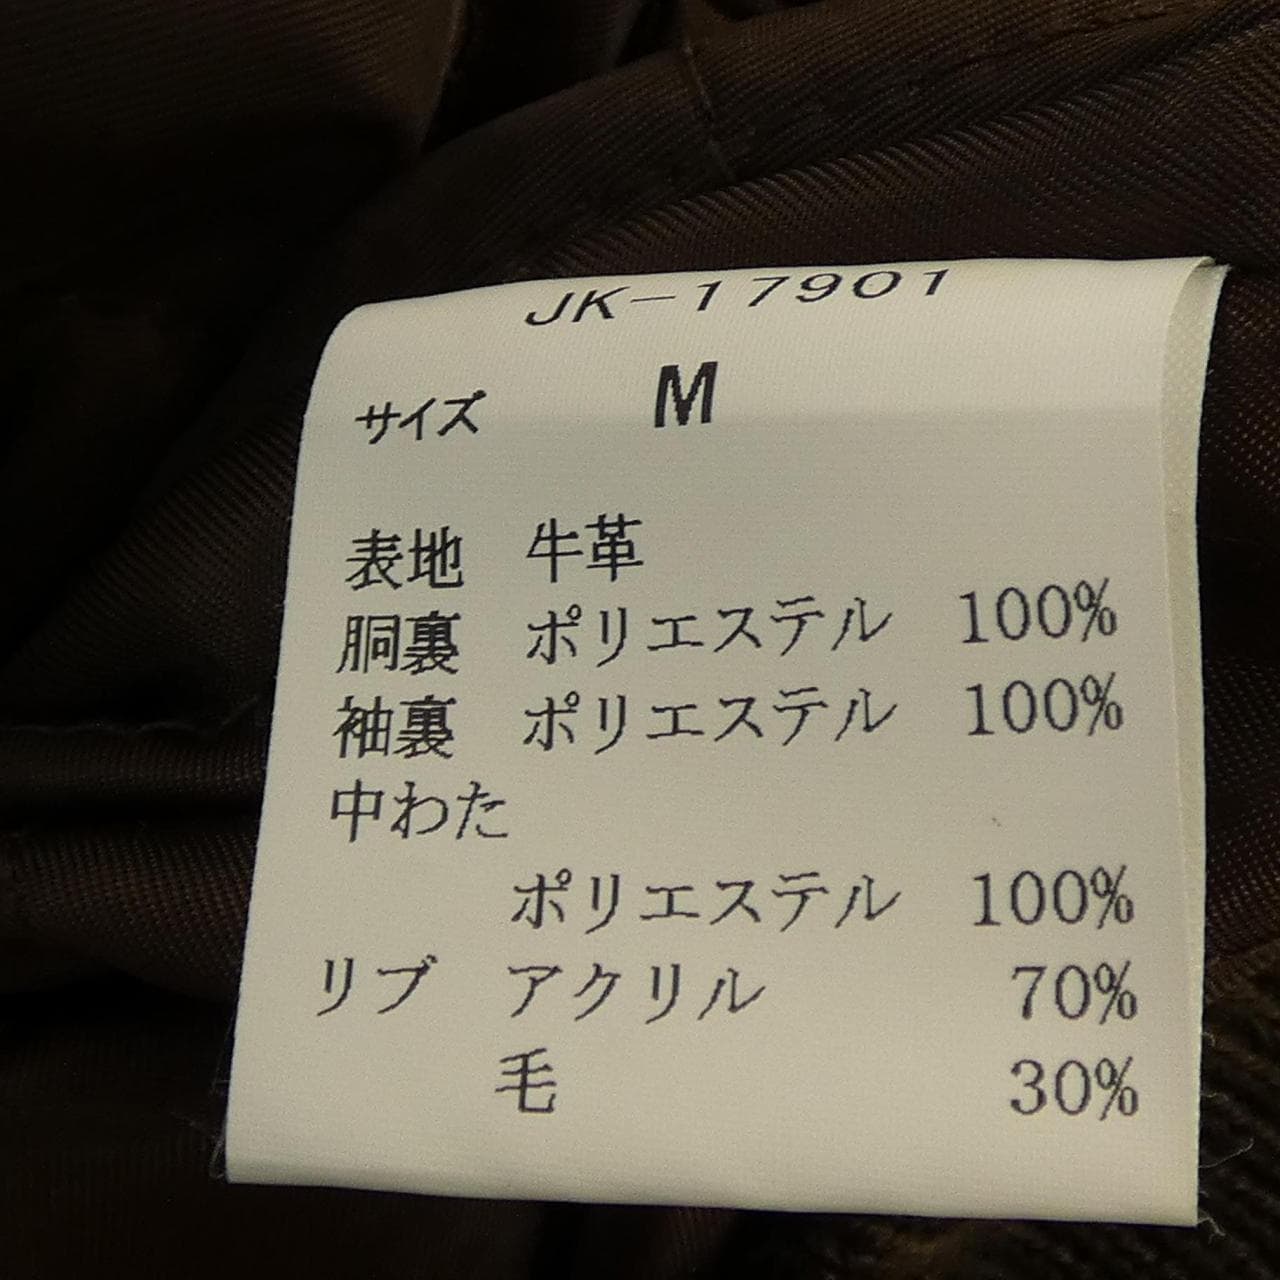 JK-17901
サイズ M
表地 牛革
胴裏 ポリエステル 100%
袖裏 ポリエステル 100%
中わた
ポリエステル 100%
リブ アクリル 70%
毛 30%